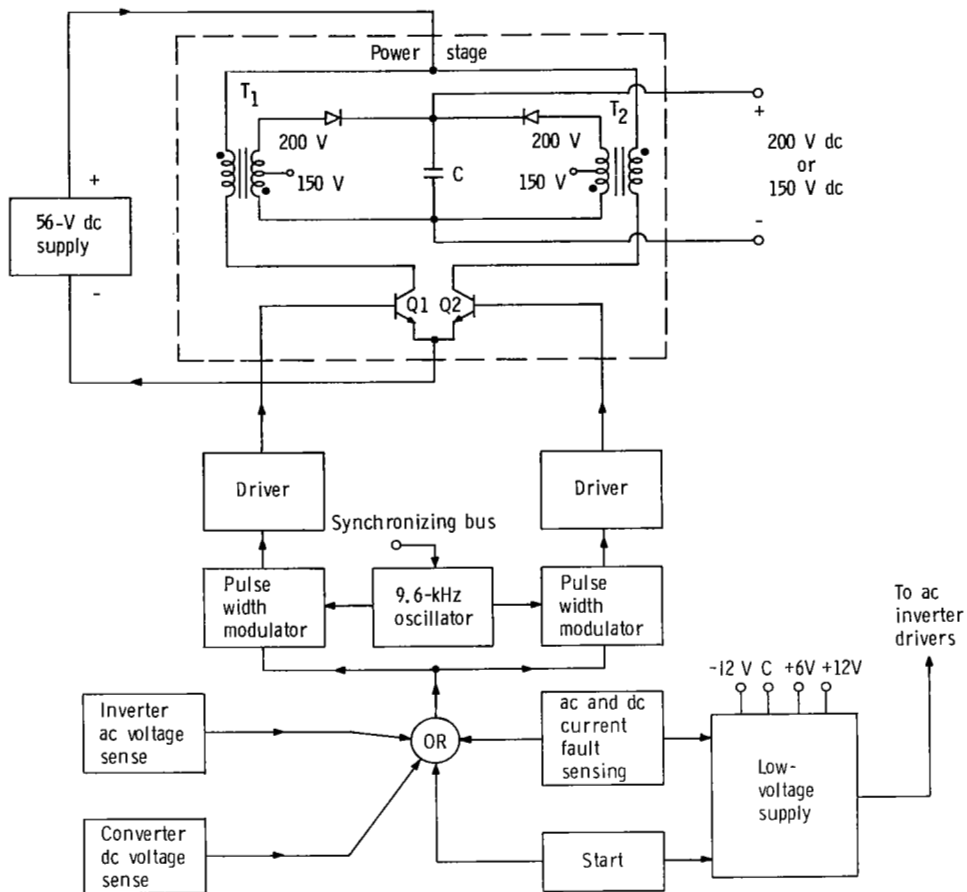 Power stage
T1
T2
200 V
200 V
+
150 V
C
150 V
200 V dc
or
150 V dc
+
56-V dc
supply
-
-
Q1 Q2
Driver
Driver
Synchronizing bus
Pulse
width
modulator
9.6-kHz
oscillator
Pulse
width
modulator
To ac
inverter
drivers
-12 V C +6V +12V
Inverter
ac voltage
sense
OR
ac and dc
current
fault
sensing
Low-
voltage
supply
Converter
dc voltage
sense
Start